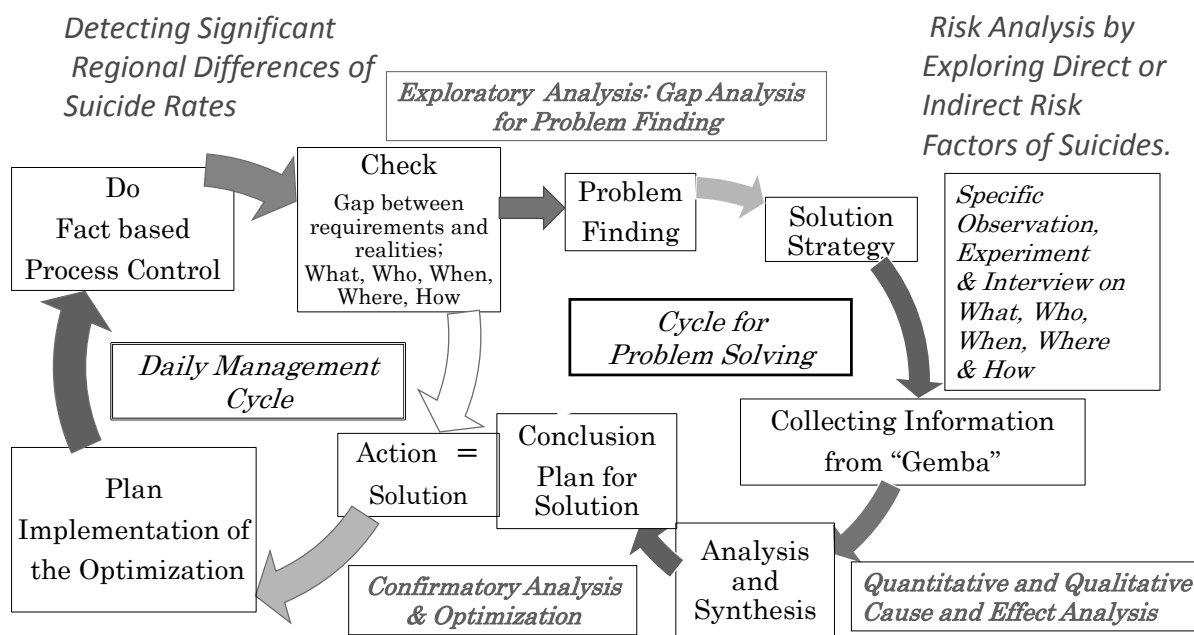 Detecting Significant
Regional Differences of
Suicide Rates
Exploratory Analysis: Gap Analysis
for Problem Finding
Risk Analysis by
Exploring Direct or
Indirect Risk
Factors of Suicides.
Do
Fact based
Process Control
Check
Gap between
requirements and
realities;
What, Who, When,
Where, How
Problem
Finding
Solution
Strategy
Specific
Observation,
Experiment
& Interview on
What, Who,
When, Where
& How
Daily Management
Cycle
Cycle for
Problem Solving
Collecting Information
from “Gemba”
Plan
Implementation of
the Optimization
Action =
Solution
Conclusion
Plan for
Solution
Analysis
and
Synthesis
Confirmatory Analysis
& Optimization
Quantitative and Qualitative
Cause and Effect Analysis